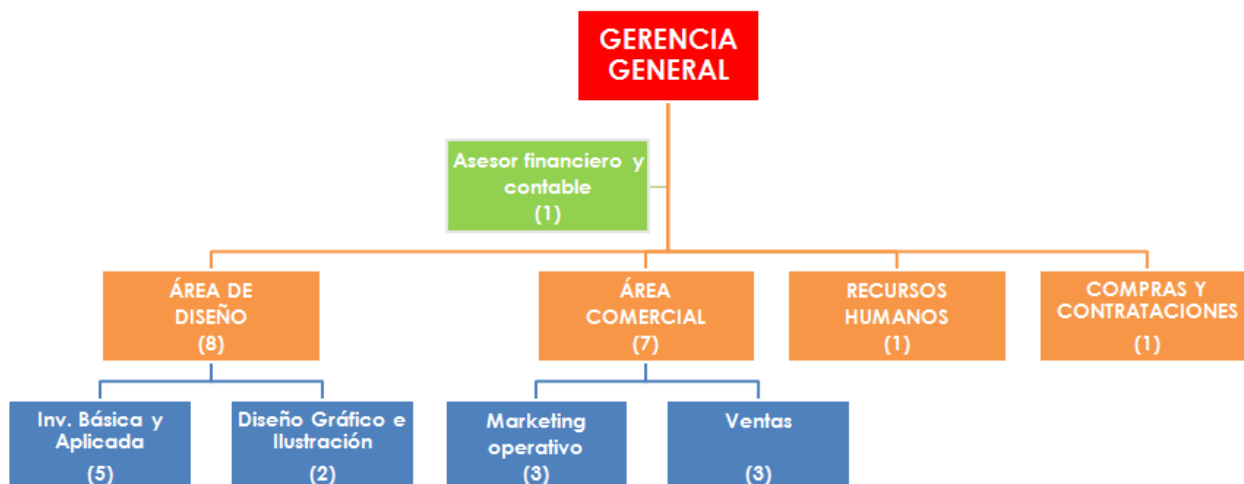 GERENCIA
GENERAL
Asesor financiero y
contable
(1)
ÁREA DE
DISEÑO
(8)
ÁREA
COMERCIAL
(7)
RECURSOS
HUMANOS
(1)
COMPRAS Y
CONTRATACIONES
(1)
Inv. Básica y
Aplicada
(5)
Diseño Gráfico e
Ilustración
(2)
Marketing
operativo
(3)
Ventas
(3)